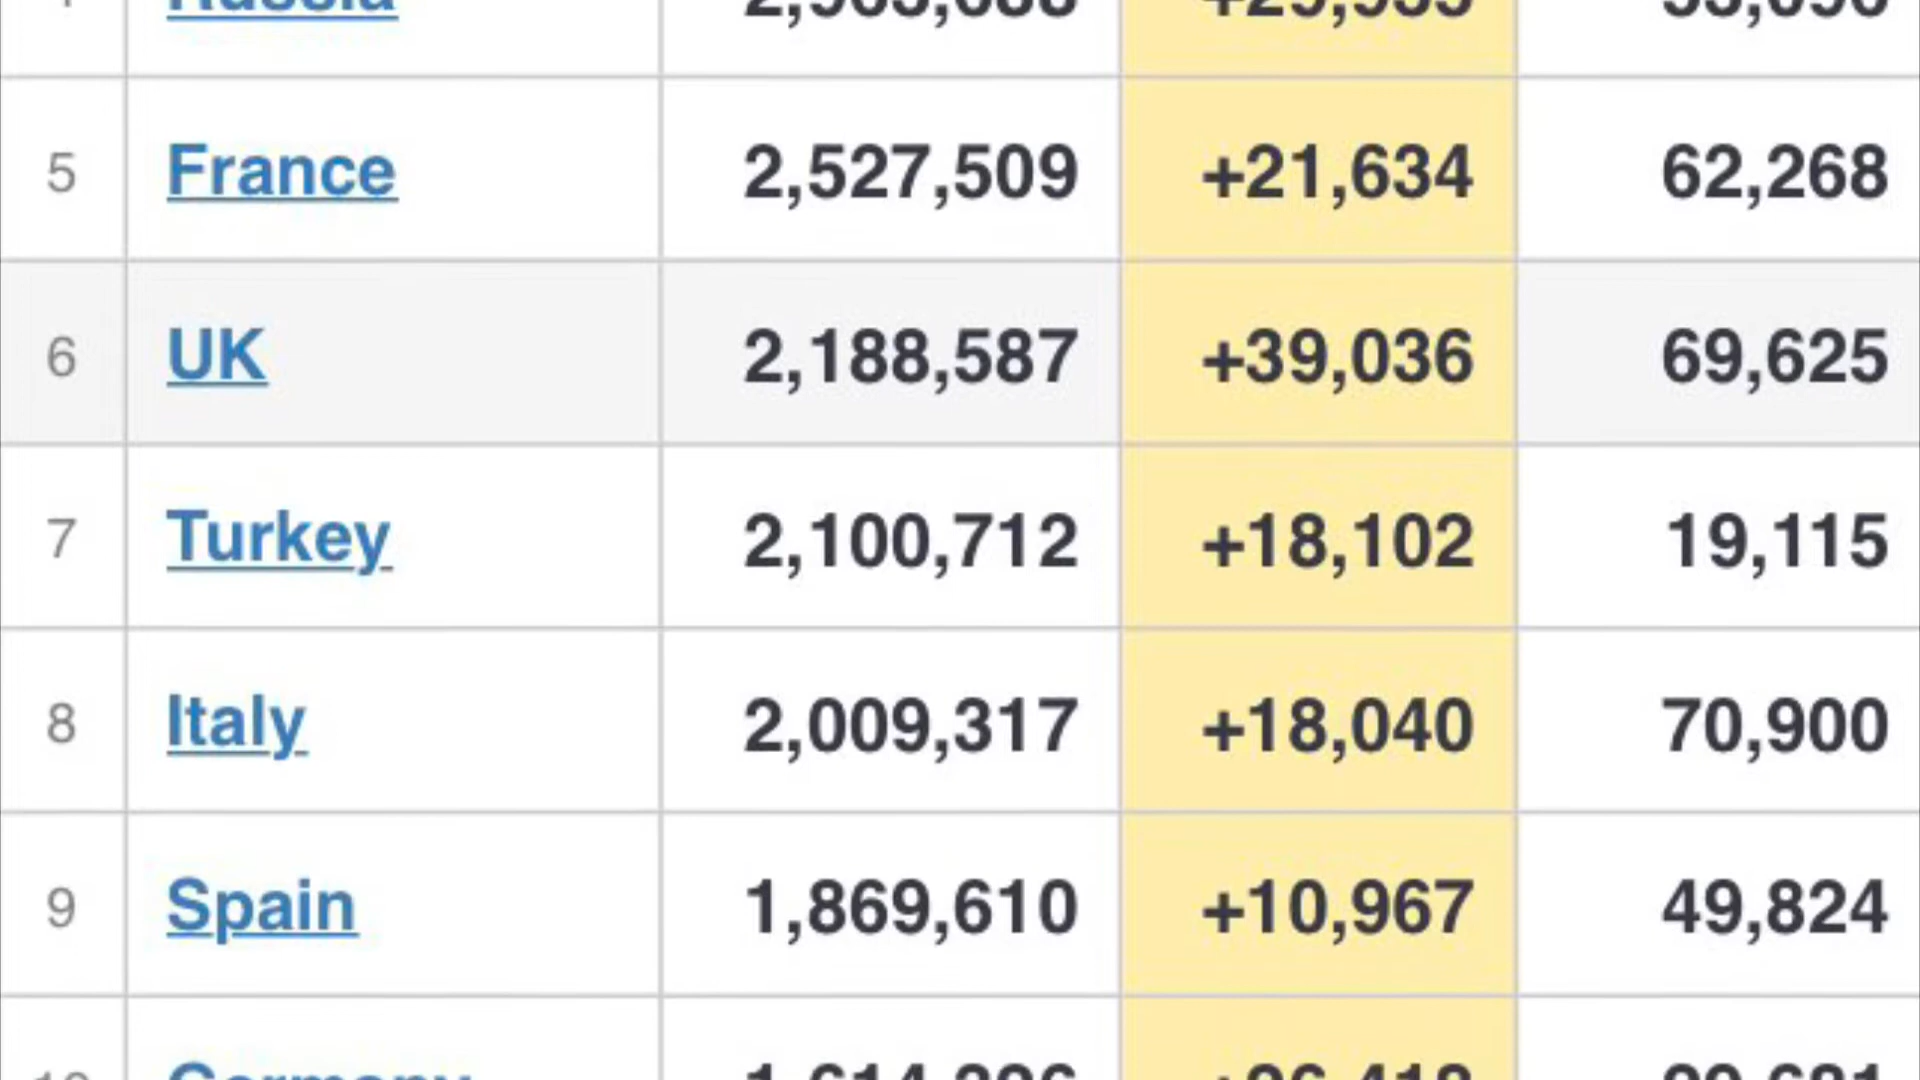 Russia
5 France 2,527,509 +21,634 62,268
6 UK 2,188,587 +39,036 69,625
7 Turkey 2,100,712 +18,102 19,115
8 Italy 2,009,317 +18,040 70,900
9 Spain 1,869,610 +10,967 49,824
Germany